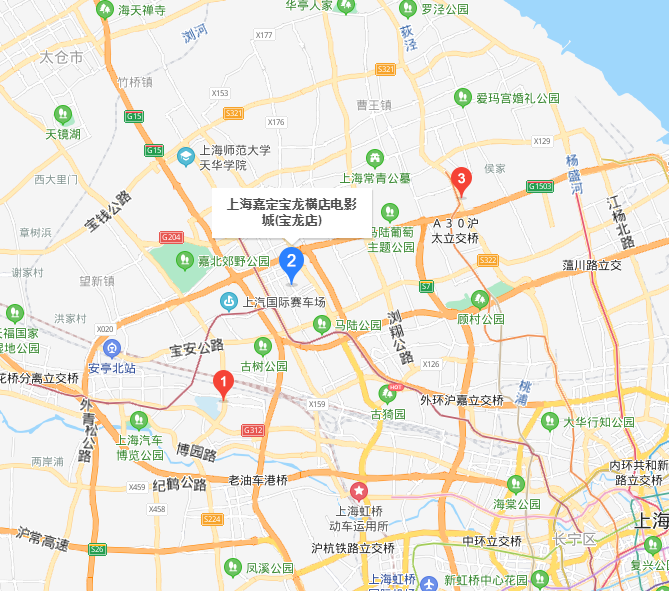 海天禅寺
华亭人家
罗泾公园
浏河
荻泾
X177
太仓市
S321
竹桥镇
X153
爱玛宫婚礼公园
曹王镇
天镜湖
G15
S321
X176
G15
上海师范大学
天华学院
X129
上海常青公墓
侯家
杨盛河
西大里门
3
G1503
宝钱公路
上海嘉定宝龙横店电影
城(宝龙店)
江杨北路
章树浜
马陆葡萄
主题公园
A30沪
太立交桥
G204
谢家村
嘉北郊野公园
2
S322
蕰川路立交
望新镇
S7
上汽国际赛车场
天福国家
湿地公园
洪家村
X020
马陆公园
浏翔公路
顾村公园
安亭北站
宝安公路
古树公园
X126
花桥分离立交桥
1
HOT
桃浦
外青松公路
X159
古猗园
外环沪嘉立交桥
上海汽车
博览公园
G312
大华行知公园
博园路
两岸浦
内环共和新
路立交桥
X459
纪鹤公路
老油车港桥
上海虹桥
动车运用所
海棠公园
X458
S224
上海
沪常高速
S26
沪杭铁路立交桥
中环立交桥
长宁区
复兴公
凤溪公园
上海虹桥
国际机场
新虹桥中心花园